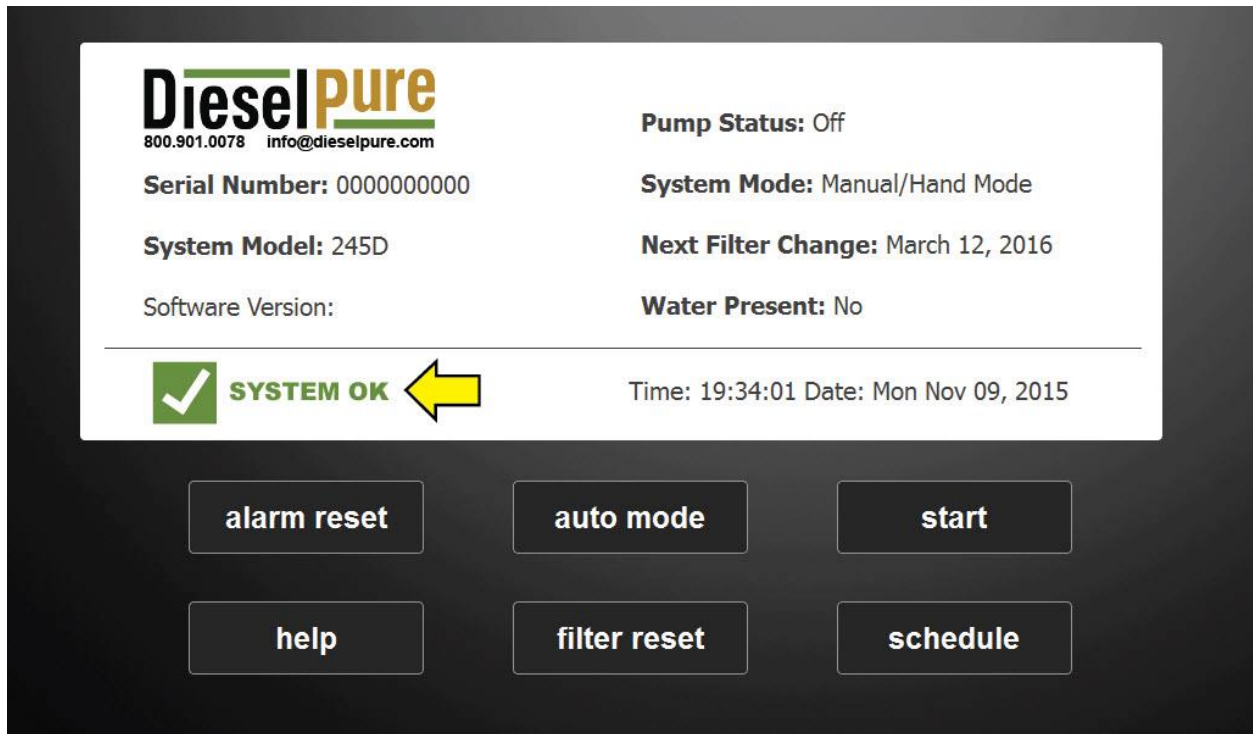 DieselPure
800.901.0078 info@dieselpure.com
Serial Number: 0000000000
System Model: 245D
Software Version:
Pump Status: Off
System Mode: Manual/Hand Mode
Next Filter Change: March 12, 2016
Water Present: No
SYSTEM OK
Time: 19:34:01 Date: Mon Nov 09, 2015
alarm reset
auto mode
start
help
filter reset
schedule